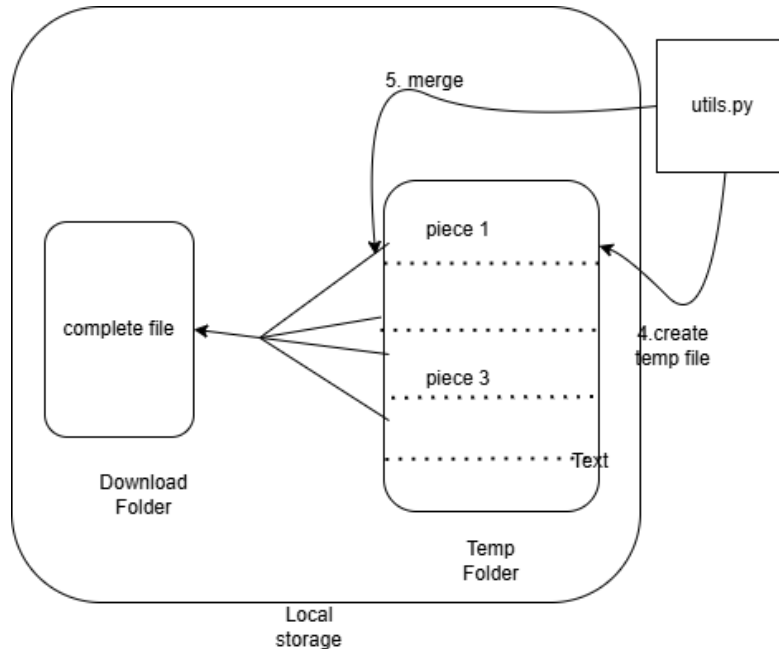 5. merge
utils.py
piece 1
complete file
4.create
temp file
piece 3
Text
Download
Folder
Temp
Folder
Local
storage